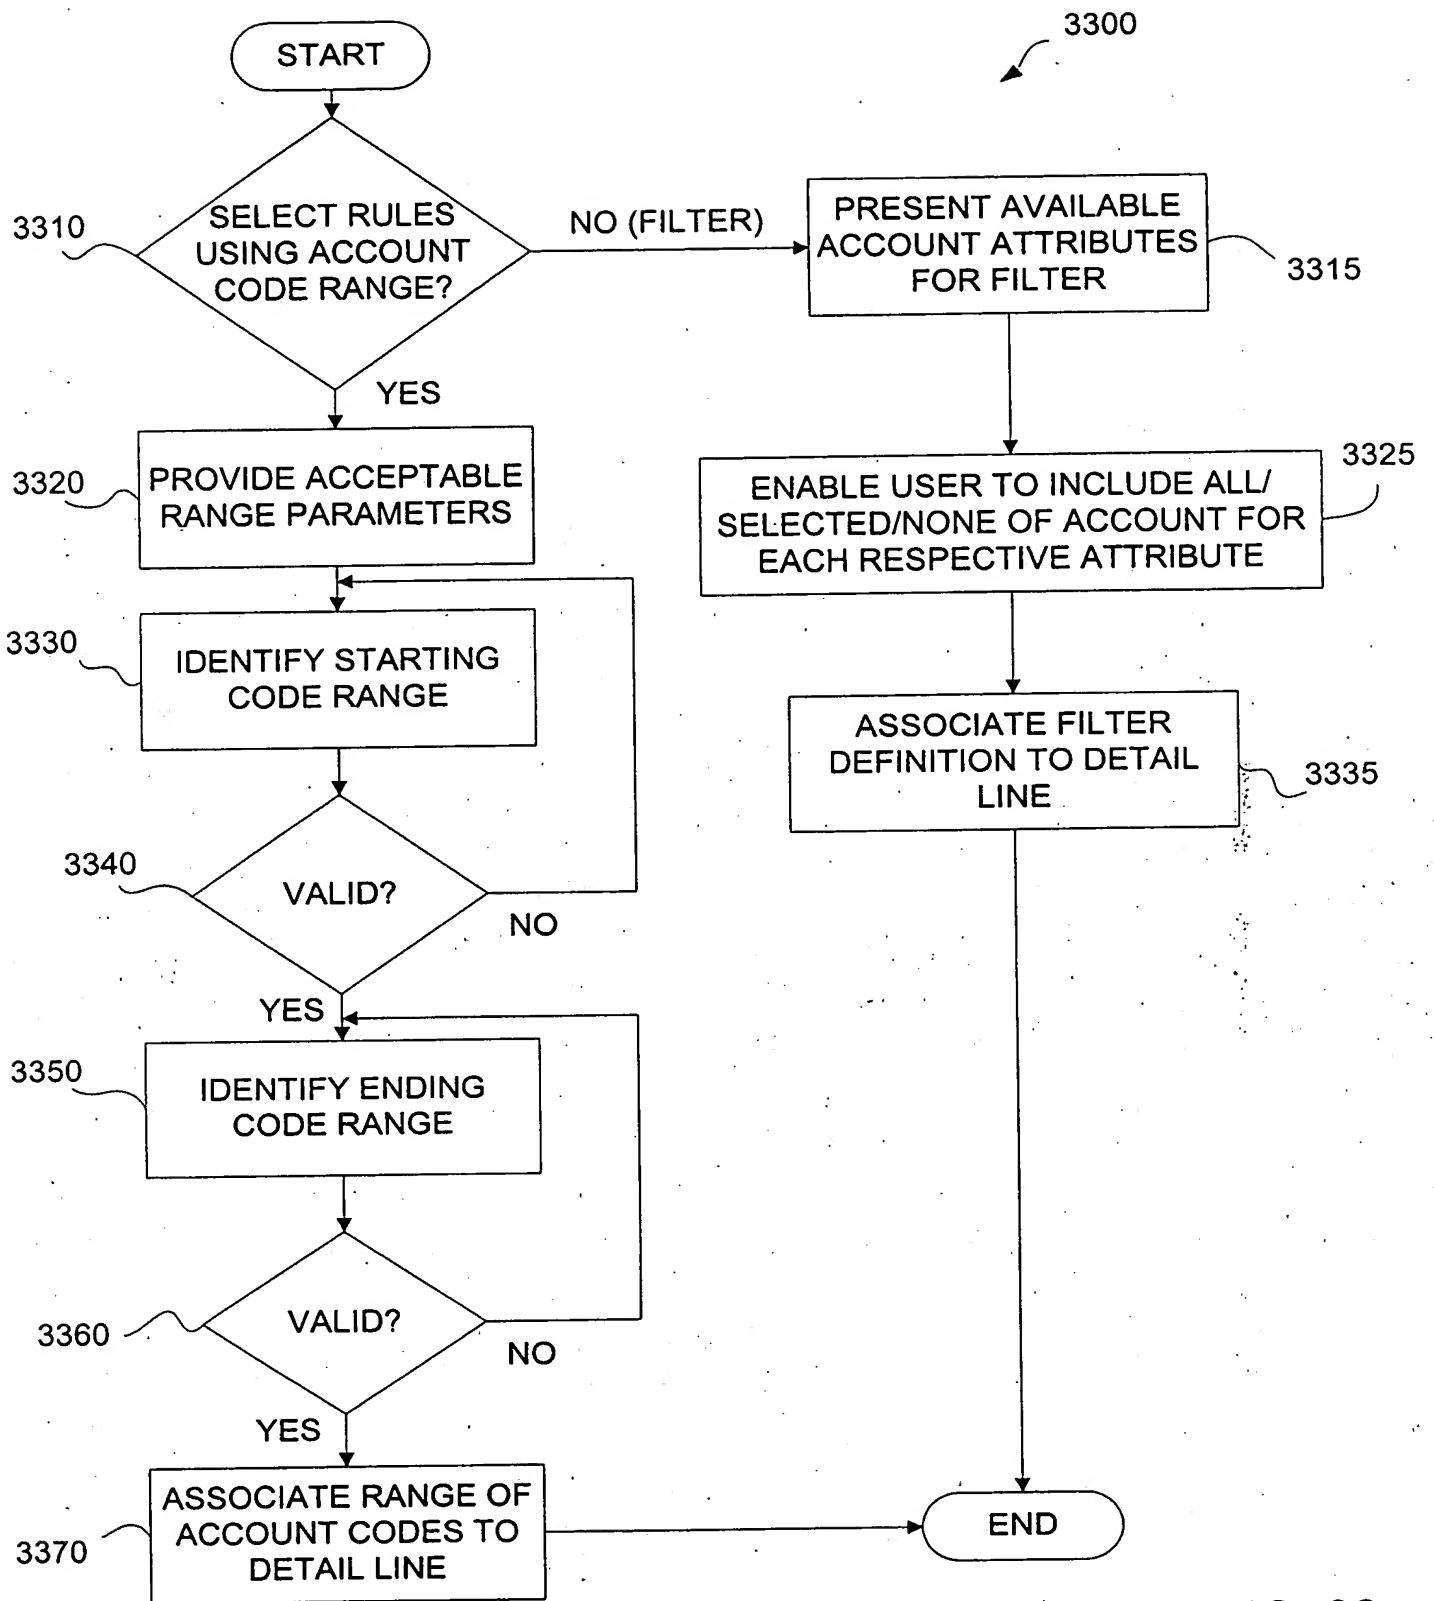 START
3300
3310
SELECT RULES
USING ACCOUNT
CODE RANGE?
NO (FILTER)
PRESENT AVAILABLE
ACCOUNT ATTRIBUTES
FOR FILTER
3315
YES
3320
PROVIDE ACCEPTABLE
RANGE PARAMETERS
ENABLE USER TO INCLUDE ALL/
SELECTED/NONE OF ACCOUNT FOR
EACH RESPECTIVE ATTRIBUTE
3325
3330
IDENTIFY STARTING
CODE RANGE
ASSOCIATE FILTER
DEFINITION TO DETAIL
LINE
3335
3340
VALID?
NO
YES
3350
IDENTIFY ENDING
CODE RANGE
3360
VALID?
NO
YES
3370
ASSOCIATE RANGE OF
ACCOUNT CODES TO
DETAIL LINE
END